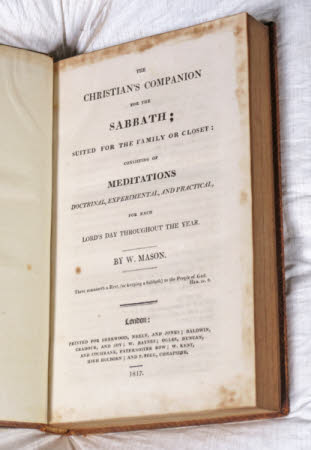 THE
CHRISTIAN'S COMPANION
FOR THE
SABBATH;
SUITED FOR THE FAMILY OR CLOSET:
CONSISTING OF
MEDITATIONS
DOCTRINAL, EXPERIMENTAL, AND PRACTICAL,
FOR EACH
LORD'S DAY THROUGHOUT THE YEAR.
BY W. MASON.
There remaineth a Rest, (or keeping a Sabbath) to the People of God.
HEB. iv. 9.
London:
PRINTED FOR SHERWOOD, NEELY, AND JONES; BALDWIN,
CRADOCK, AND JOY; W. BAYNES; OGLES, DUNCAN,
AND COCHRANE, PATERNOSTER ROW; W. KENT,
HIGH HOLBORN; AND J. BELL, CHEAPSIDE.
1817.